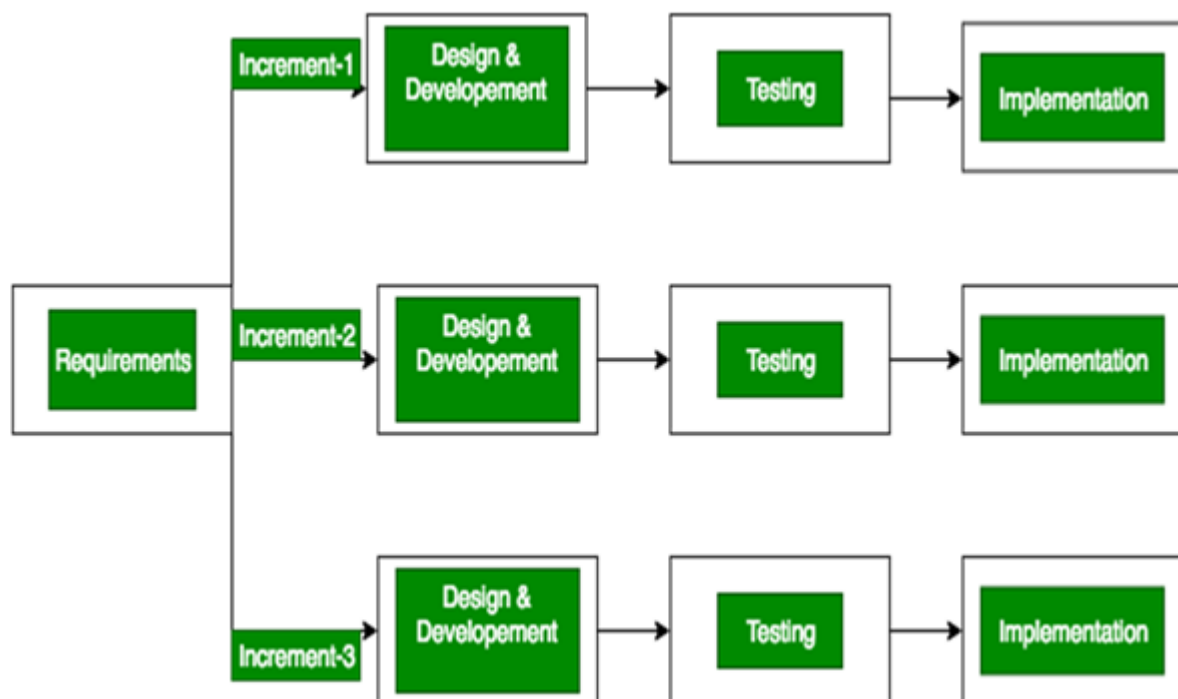 Increment-1
Design &
Developement
Testing
Implementation
Requirements
Increment-2
Design &
Developement
Testing
Implementation
Increment-3
Design &
Developement
Testing
Implementation